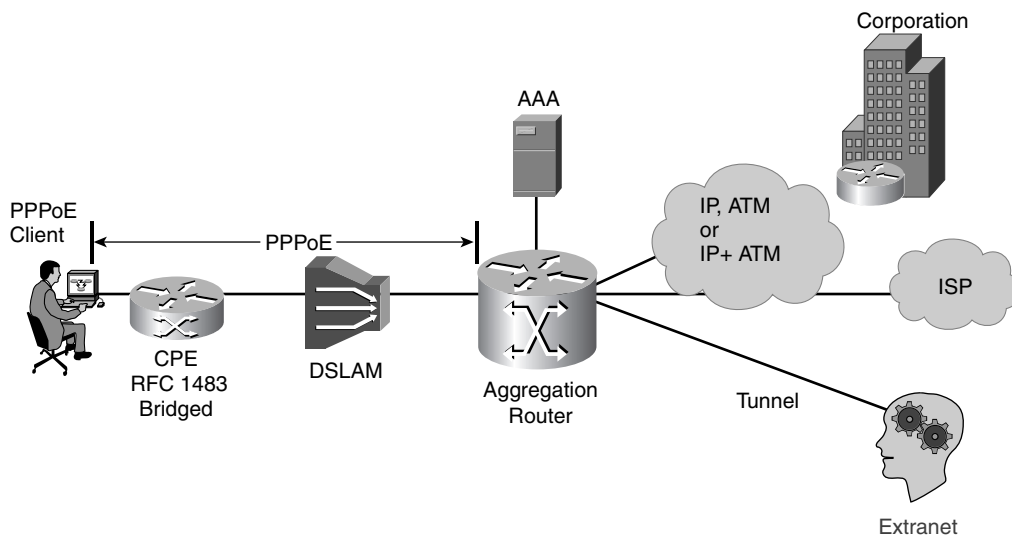 Corporation
AAA
PPPoE
Client
PPPoE
IP, ATM
or
IP+ ATM
ISP
CPE
RFC 1483
Bridged
DSLAM
Aggregation
Router
Tunnel
Extranet